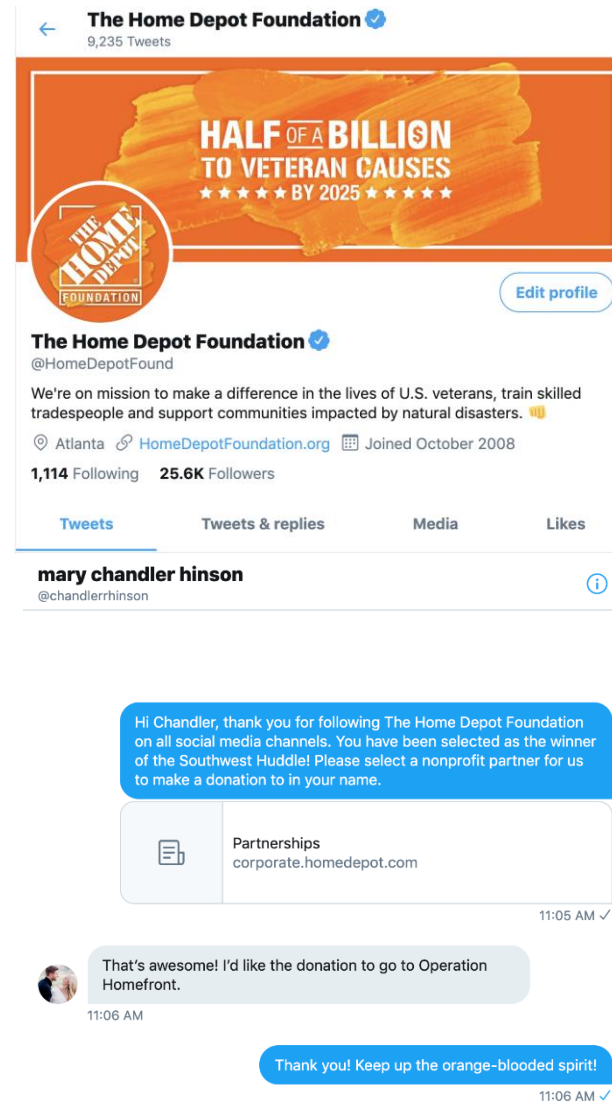 The Home Depot Foundation
9,235 Tweets
HALF OF A BILLION
TO VETERAN CAUSES
BY 2025
THE
HOME
DEPOT
FOUNDATION
Edit profile
The Home Depot Foundation
@HomeDepotFound
We're on mission to make a difference in the lives of U.S. veterans, train skilled
tradespeople and support communities impacted by natural disasters. 👊
Atlanta HomeDepotFoundation.org Joined October 2008
1,114 Following 25.6K Followers
Tweets Tweets & replies Media Likes
mary chandler hinson
@chandlerrhinson
Hi Chandler, thank you for following The Home Depot Foundation
on all social media channels. You have been selected as the winner
of the Southwest Huddle! Please select a nonprofit partner for us
to make a donation to in your name.
Partnerships
corporate.homedepot.com
11:05 AM ✓
That's awesome! I'd like the donation to go to Operation
Homefront.
11:06 AM
Thank you! Keep up the orange-blooded spirit!
11:06 AM ✓